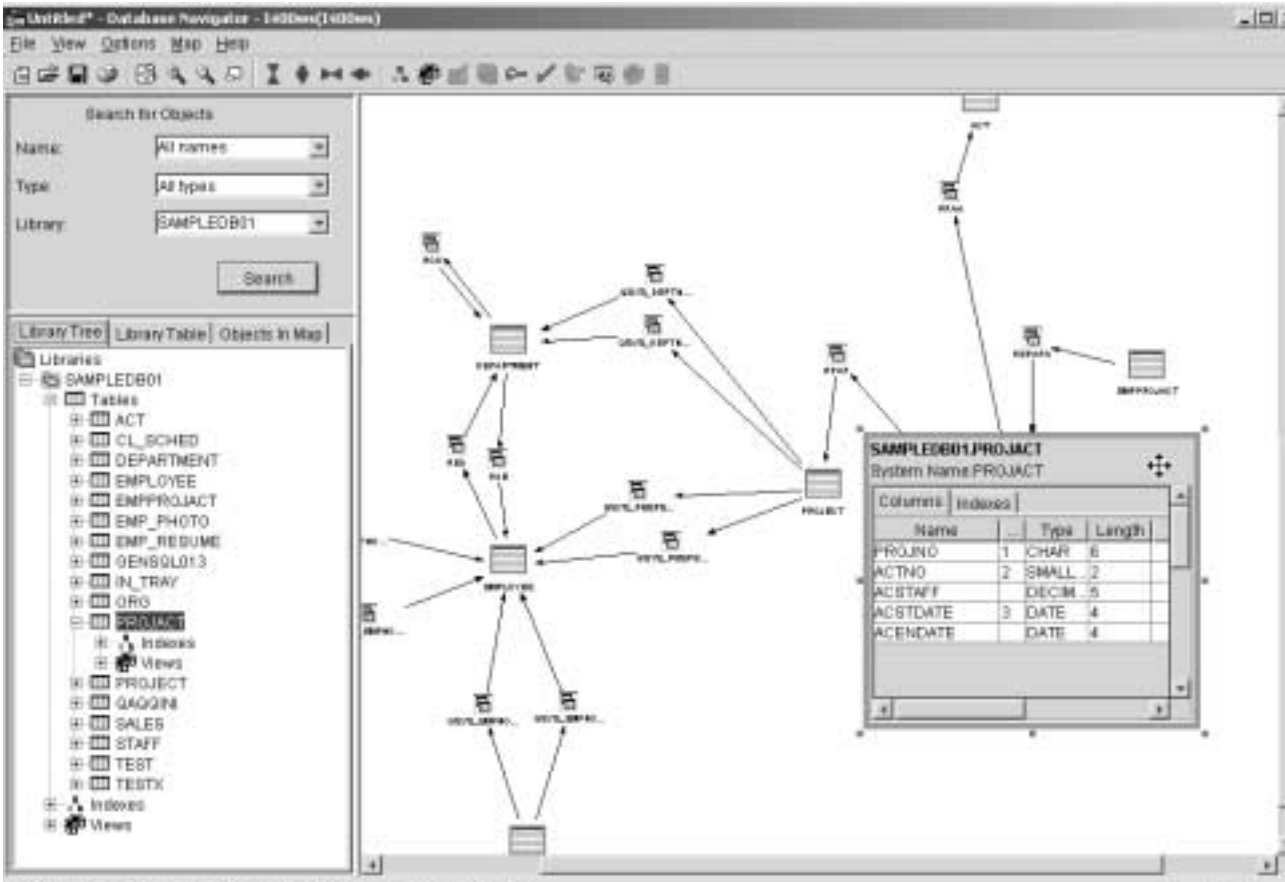 Untitled* - Database Navigator - 1400ws(1400ws)
File View Options Map Help
Search for Objects
Name: All names
Type: All types
Library: SAMPLEDB01
Search
Library Tree Library Table Objects In Map
Libraries
SAMPLEDB01
Tables
ACT
CL_SCHED
DEPARTMENT
EMPLOYEE
EMPPROJACT
EMP_PHOTO
EMP_RESUME
GENSQL013
IN_TRAY
ORG
PROJACT
Indexes
Views
PROJECT
QAQQINI
SALES
STAFF
TEST
TESTX
Indexes
Views
ACT
DEPARTMENT
EMPPROJACT
PROJECT
EMPLOYEE
SAMPLEDB01.PROJACT
System Name:PROJACT
Columns Indexes
Name ... Type Length
PROJNO 1 CHAR 6
ACTNO 2 SMALL... 2
ACSTAFF DECIM... 5
ACSTDATE 3 DATE 4
ACENDATE DATE 4